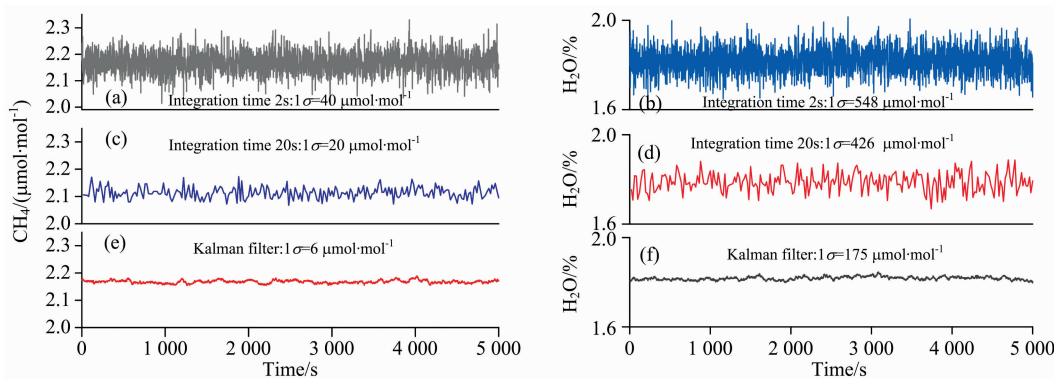 2.3
2.2
2.1
2.0
(a)
Integration time 2s:1σ=40 μmol·mol⁻¹
2.3
2.2
2.1
2.0
(c)
Integration time 20s:1σ=20 μmol·mol⁻¹
2.3
2.2
2.1
2.0
(e)
Kalman filter:1σ=6 μmol·mol⁻¹
CH₄/(μmol·mol⁻¹)
0 1 000 2 000 3 000 4 000 5 000
Time/s
2.0
1.6
H₂O/%
(b)
Integration time 2s:1σ=548 μmol·mol⁻¹
2.0
1.6
H₂O/%
(d)
Integration time 20s:1σ=426 μmol·mol⁻¹
2.0
1.6
H₂O/%
(f)
Kalman filter:1σ=175 μmol·mol⁻¹
0 1 000 2 000 3 000 4 000 5 000
Time/s